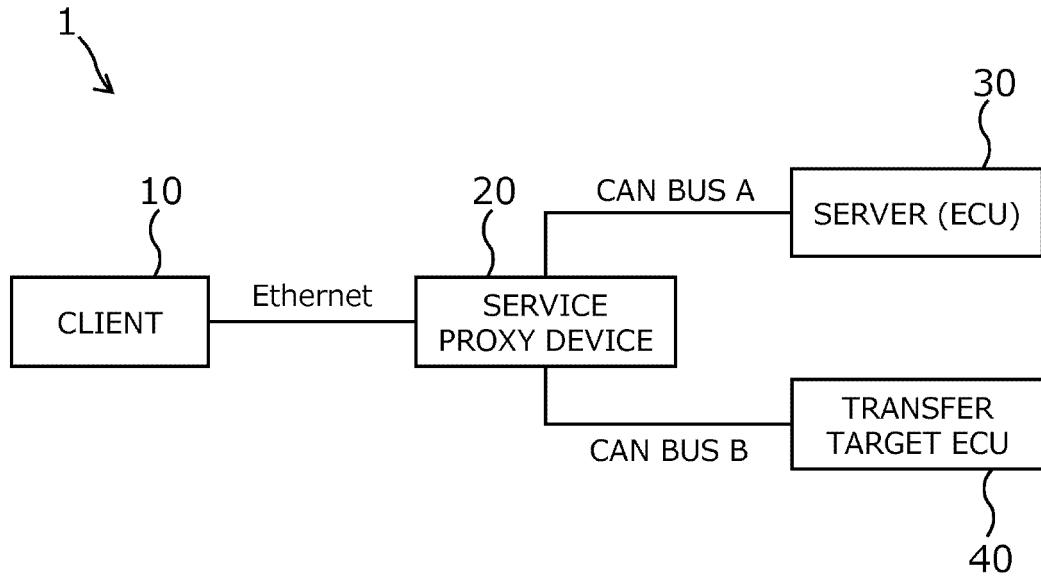 1
30
CAN BUS A
SERVER (ECU)
10
20
Ethernet
CLIENT
SERVICE
PROXY DEVICE
TRANSFER
TARGET ECU
CAN BUS B
40